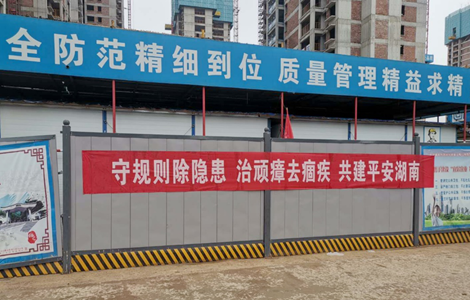 全防范精细到位 质量管理精益求精
守规则除隐患 治顽瘴去痼疾 共建平安湖南